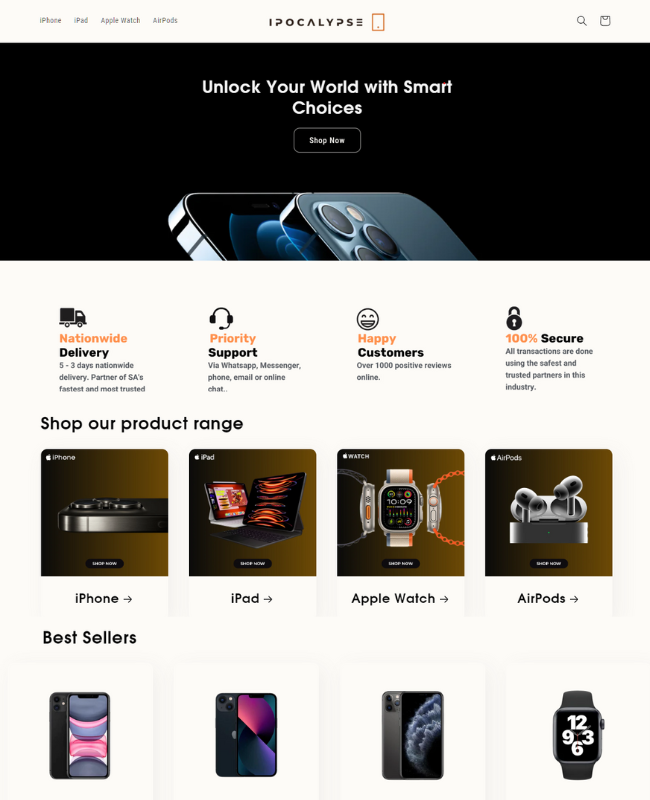 iPhone iPad Apple Watch AirPods
IPOCALYPSE
Unlock Your World with Smart
Choices
Shop Now
Nationwide
Delivery
5 - 3 days nationwide
delivery. Partner of SA's
fastest and most trusted
Priority
Support
Via Whatsapp, Messenger,
phone, email or online
chat..
Happy
Customers
Over 1000 positive reviews
online.
100% Secure
All transactions are done
using the safest and
trusted partners in this
industry.
Shop our product range
iPhone
SHOP NOW
iPhone →
iPad
SHOP NOW
iPad →
WATCH
10:09
SHOP NOW
Apple Watch →
AirPods
SHOP NOW
AirPods →
Best Sellers
12
9 3
6